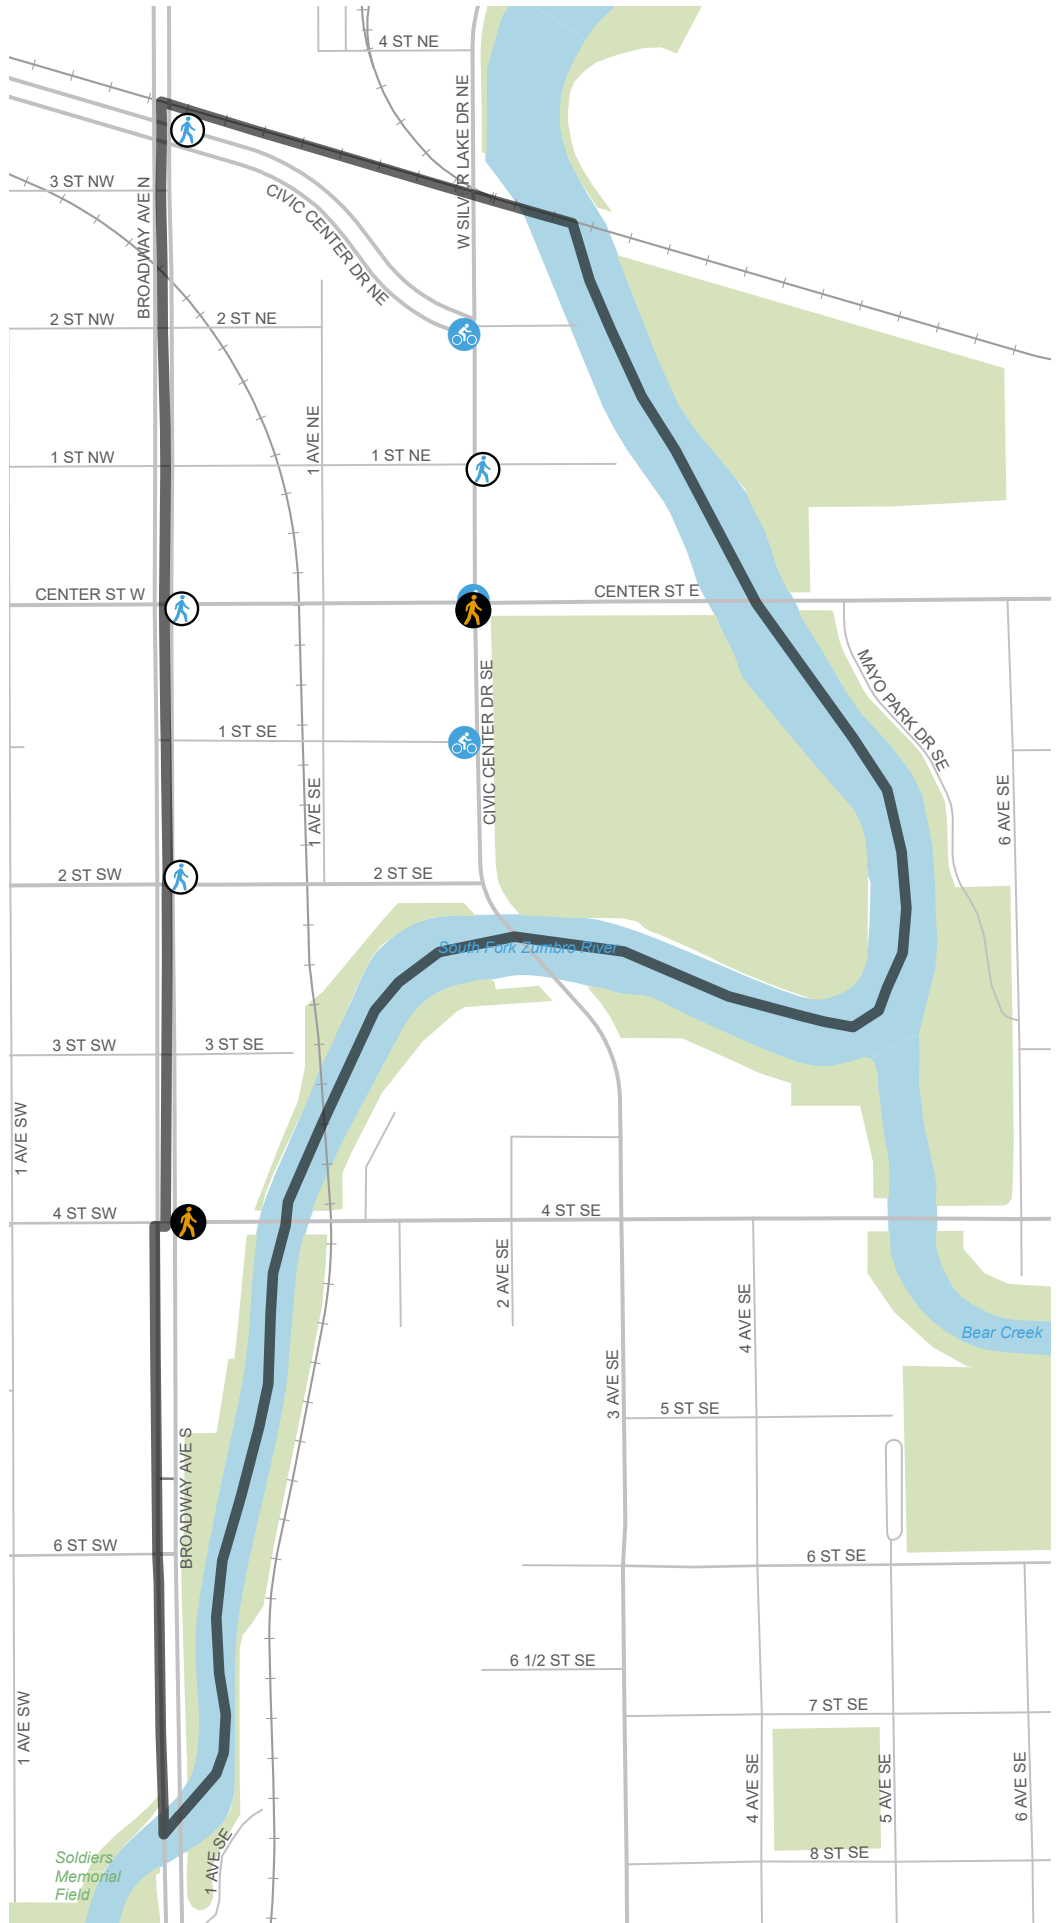 4 ST NE
W SILVER LAKE DR NE
3 ST NW
BROADWAY AVE N
CIVIC CENTER DR NE
2 ST NW
2 ST NE
1 AVE NE
1 ST NW
1 ST NE
CENTER ST W
CENTER ST E
MAYO PARK DR SE
CIVIC CENTER DR SE
1 ST SE
1 AVE SE
6 AVE SE
2 ST SW
2 ST SE
South Fork Zumbro River
3 ST SW
3 ST SE
1 AVE SW
4 ST SW
4 ST SE
2 AVE SE
4 AVE SE
Bear Creek
3 AVE SE
5 ST SE
BROADWAY AVE S
6 ST SW
6 ST SE
6 1/2 ST SE
1 AVE SW
7 ST SE
4 AVE SE
5 AVE SE
6 AVE SE
1 AVE SE
8 ST SE
Soldiers
Memorial
Field